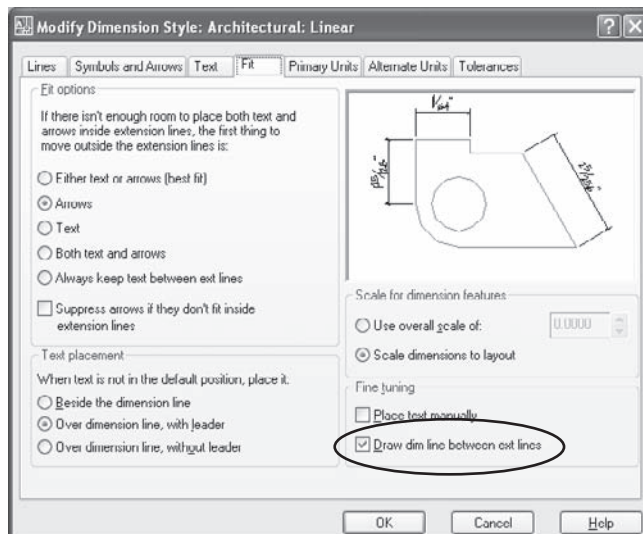 Modify Dimension Style: Architectural: Linear
Lines Symbols and Arrows Text Fit Primary Units Alternate Units Tolerances
Fit options
If there isn't enough room to place both text and
arrows inside extension lines, the first thing to
move outside the extension lines is:
Either text or arrows (best fit)
Arrows
Text
Both text and arrows
Always keep text between ext lines
Suppress arrows if they don't fit inside
extension lines
Text placement
When text is not in the default position, place it:
Beside the dimension line
Over dimension line, with leader
Over dimension line, without leader
Scale for dimension features
Use overall scale of: 0.0000
Scale dimensions to layout
Fine tuning
Place text manually
Draw dim line between ext lines
OK Cancel Help